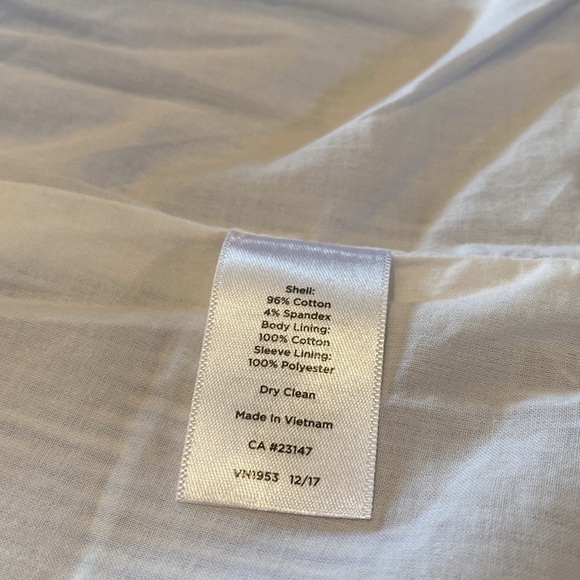 Shell:
96% Cotton
4% Spandex
Body Lining:
100% Cotton
Sleeve Lining:
100% Polyester
Dry Clean
Made In Vietnam
CA #23147
VN1953 12/17